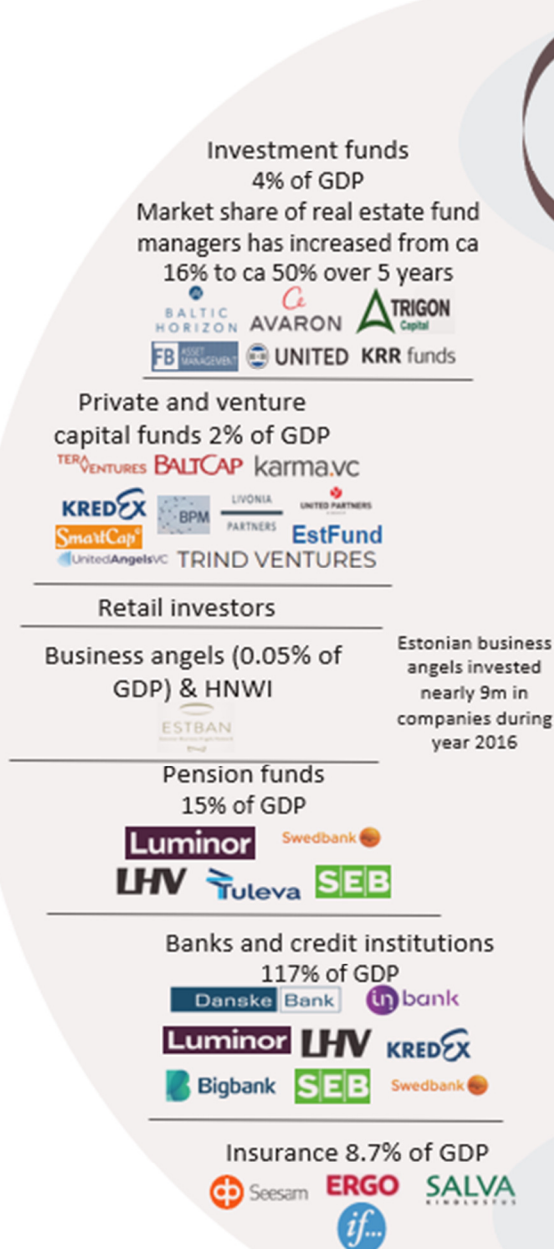 Investment funds
4% of GDP
Market share of real estate fund
managers has increased from ca
16% to ca 50% over 5 years
BALTIC
HORIZON
AVARON
TRIGON
Capital
FB ASSET
MANAGEMENT
UNITED
KRR funds
Private and venture
capital funds 2% of GDP
TERA VENTURES
BALTCAP
karma.vc
KREDEX
BPM
LIVONIA
PARTNERS
UNITED PARTNERS
SmartCap
EstFund
UnitedAngelsVC
TRIND VENTURES
Retail investors
Business angels (0.05% of
GDP) & HNWI
ESTBAN
Estonian business
angels invested
nearly 9m in
companies during
year 2016
Pension funds
15% of GDP
Luminor
Swedbank
LHV
Tuleva
SEB
Banks and credit institutions
117% of GDP
Danske Bank
inbank
Luminor
LHV
KREDEX
Bigbank
SEB
Swedbank
Insurance 8.7% of GDP
Seesam
ERGO
SALVA
KINDLUSTUS
if...